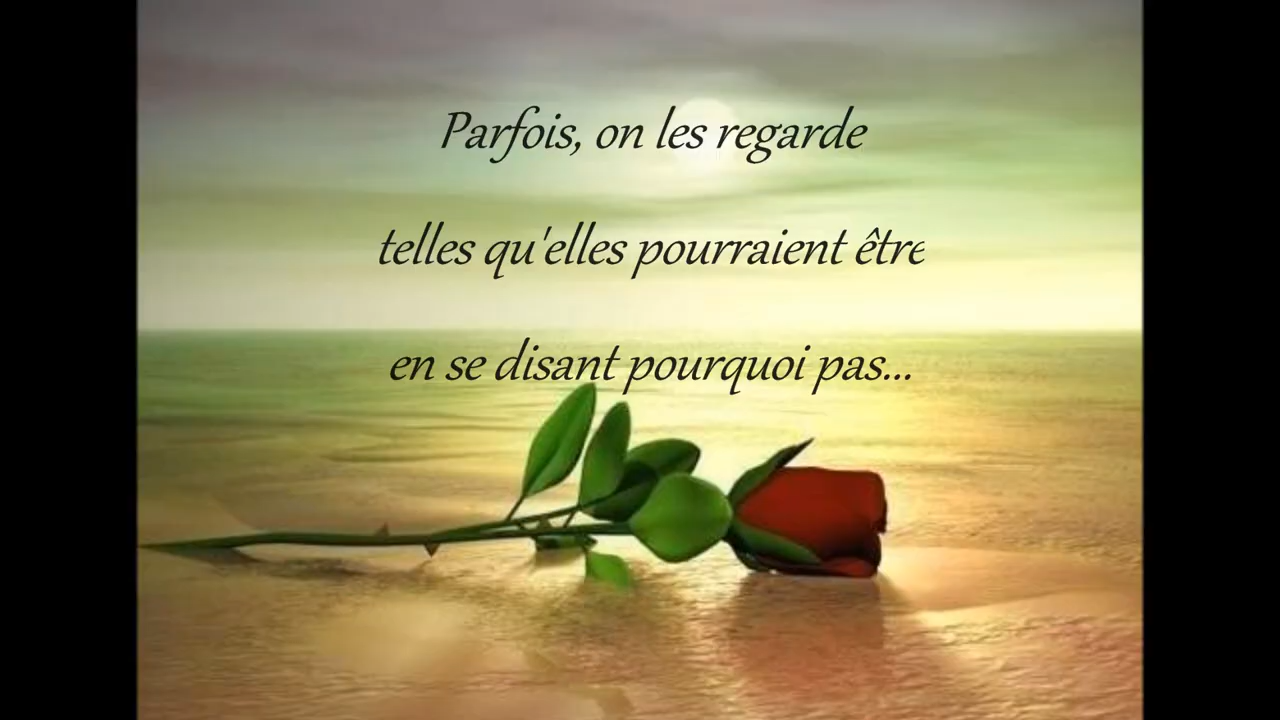 Parfois, on les regarde
telles qu'elles pourraient être
en se disant pourquoi pas...